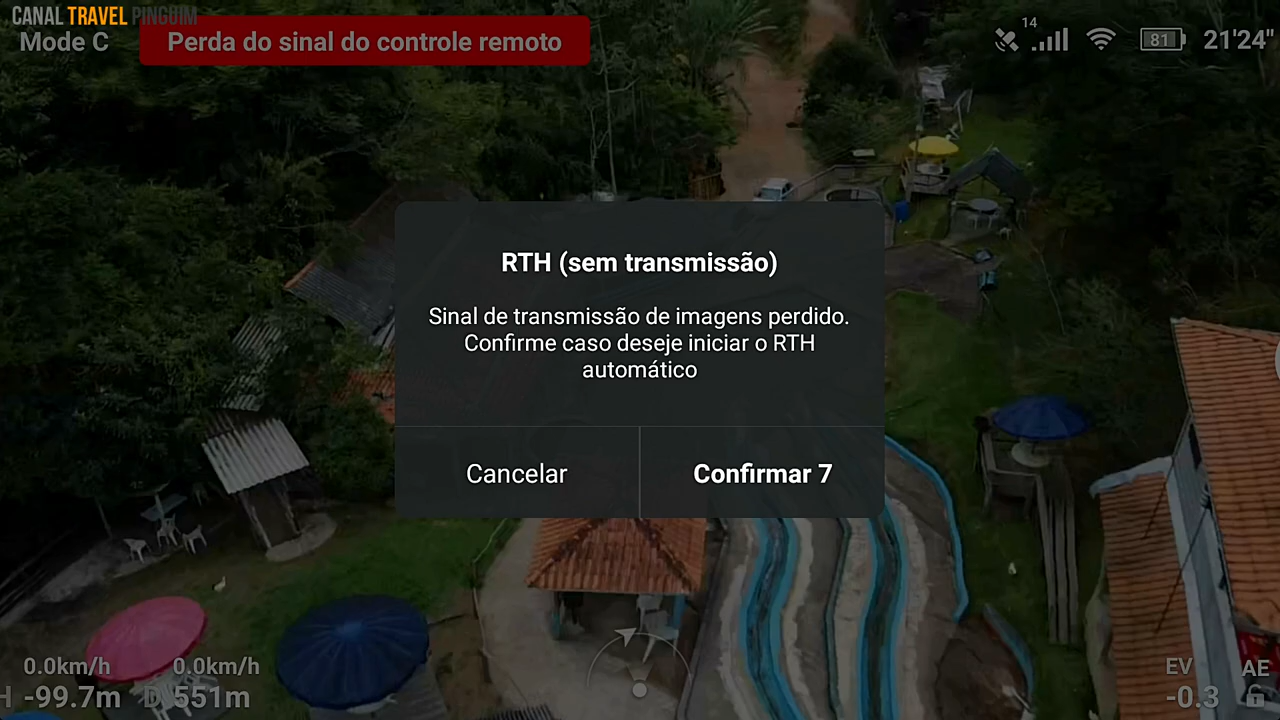 CANAL TRAVEL PINGUIM
Mode C
Perda do sinal do controle remoto
14
81
21'24"
RTH (sem transmissão)
Sinal de transmissão de imagens perdido.
Confirme caso deseje iniciar o RTH
automático
Cancelar
Confirmar 7
0.0km/h
0.0km/h
H -99.7m
D 551m
EV
-0.3
AE